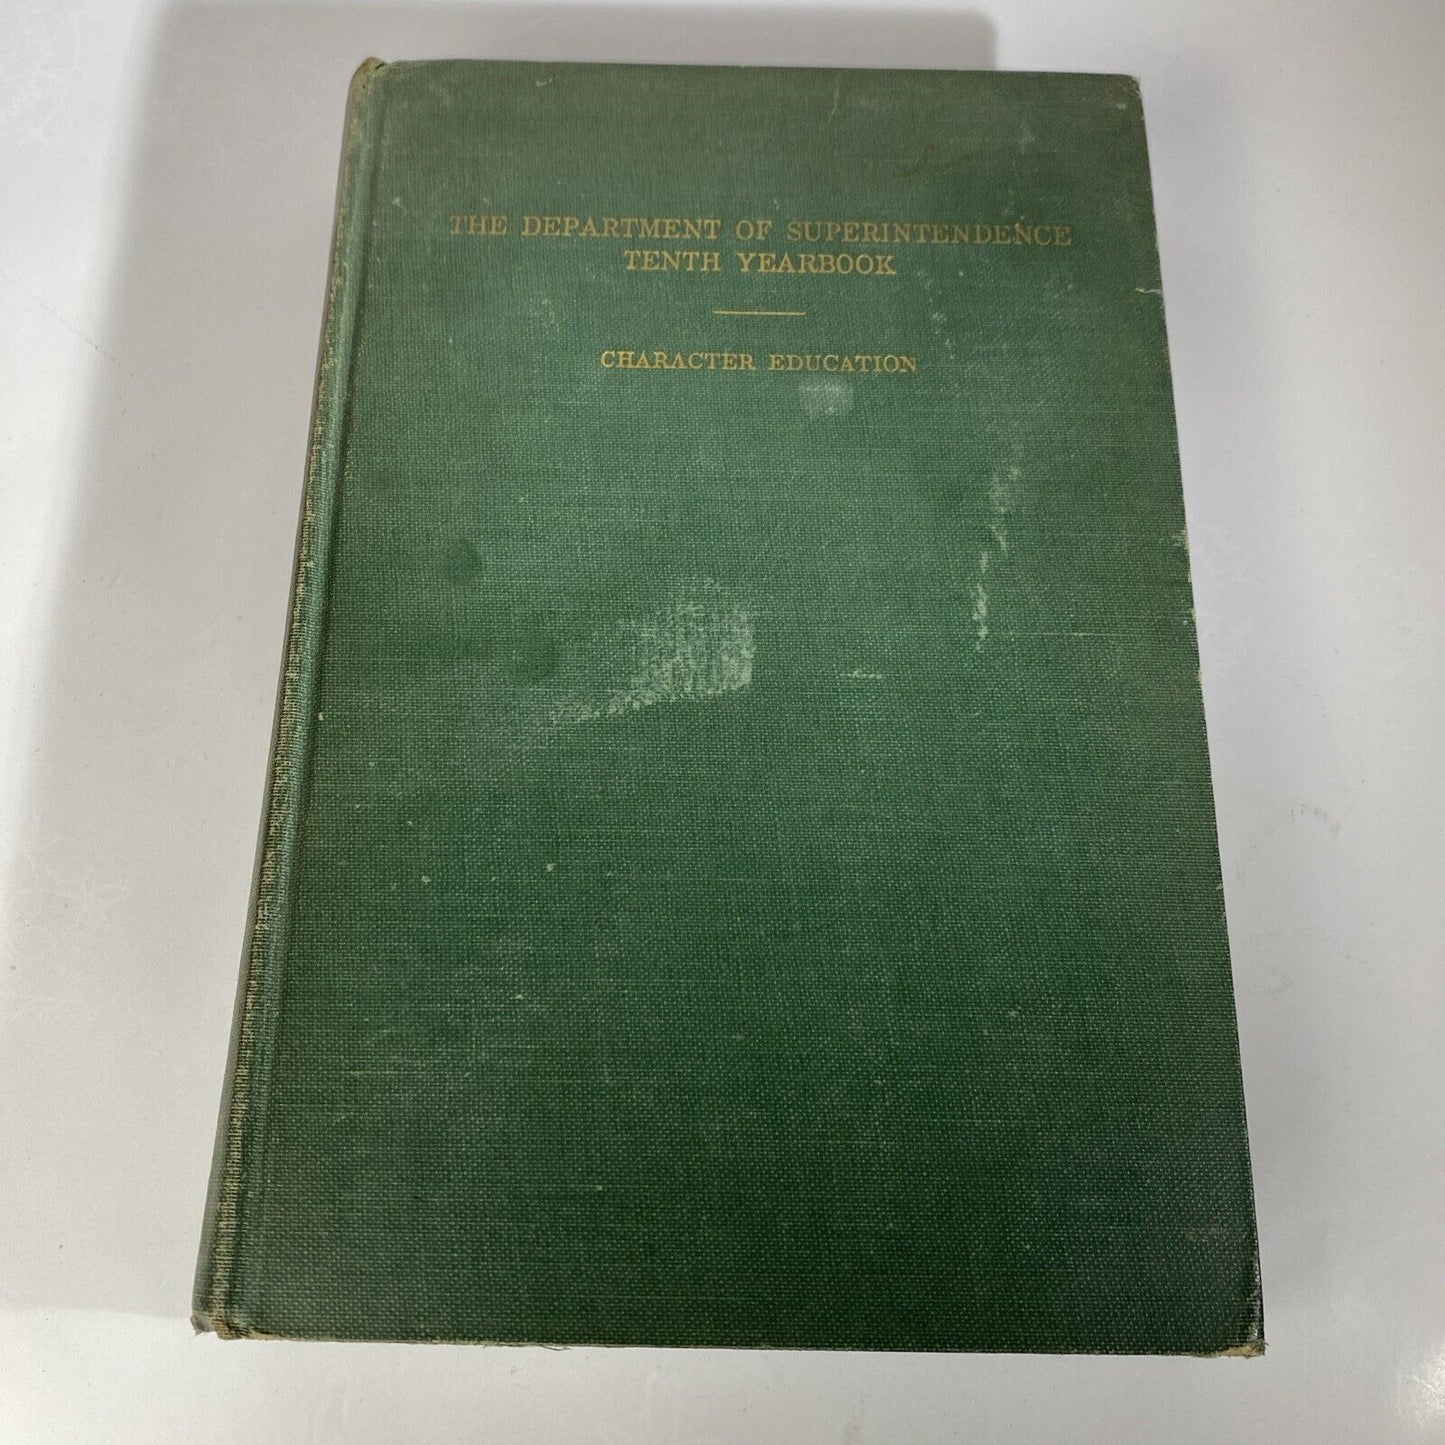 THE DEPARTMENT OF SUPERINTENDENCE
TENTH YEARBOOK
CHARACTER EDUCATION